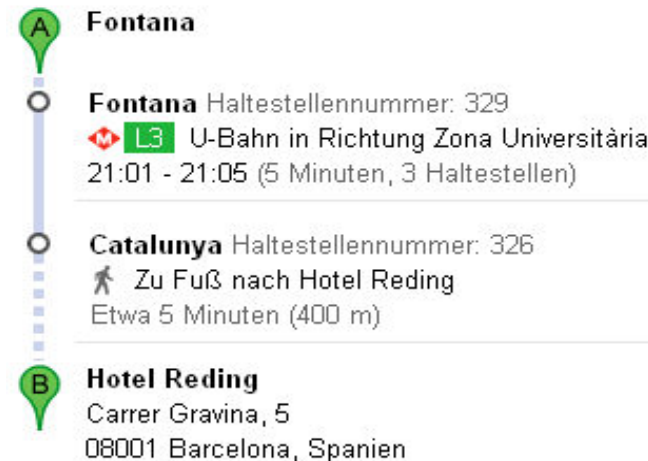 A Fontana
Fontana Haltestellennummer: 329
M L3 U-Bahn in Richtung Zona Universitària
21:01 - 21:05 (5 Minuten, 3 Haltestellen)
Catalunya Haltestellennummer: 326
Zu Fuß nach Hotel Reding
Etwa 5 Minuten (400 m)
B Hotel Reding
Carrer Gravina, 5
08001 Barcelona, Spanien